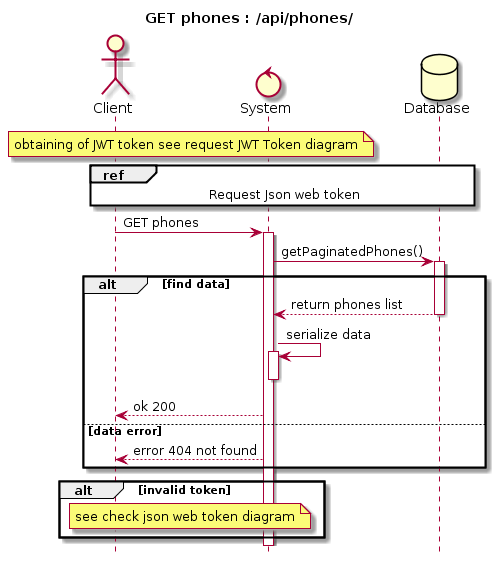 GET phones : /api/phones/
Client
System
Database
obtaining of JWT token see request JWT Token diagram
ref
Request Json web token
GET phones
getPaginatedPhones()
alt [find data]
return phones list
serialize data
ok 200
[data error]
error 404 not found
alt [invalid token]
see check json web token diagram